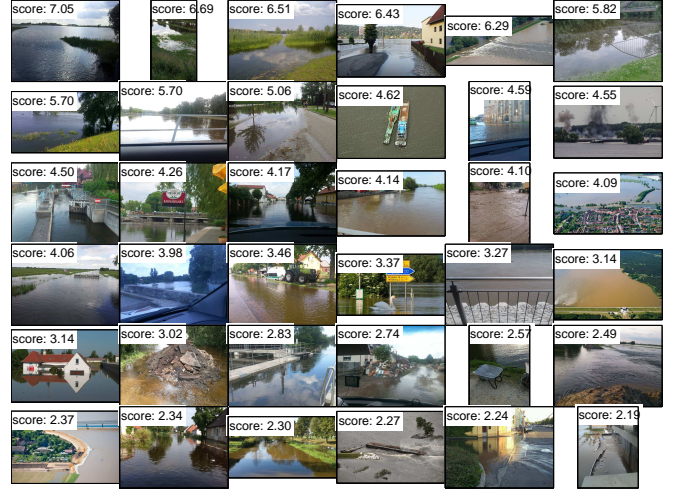 score: 7.05
score: 6.69
score: 6.51
score: 6.43
score: 6.29
score: 5.82
score: 5.70
score: 5.70
score: 5.06
score: 4.62
score: 4.59
score: 4.55
score: 4.50
score: 4.26
score: 4.17
score: 4.14
score: 4.10
score: 4.09
score: 4.06
score: 3.98
score: 3.46
score: 3.37
score: 3.27
score: 3.14
score: 3.14
score: 3.02
score: 2.83
score: 2.74
score: 2.57
score: 2.49
score: 2.37
score: 2.34
score: 2.30
score: 2.27
score: 2.24
score: 2.19